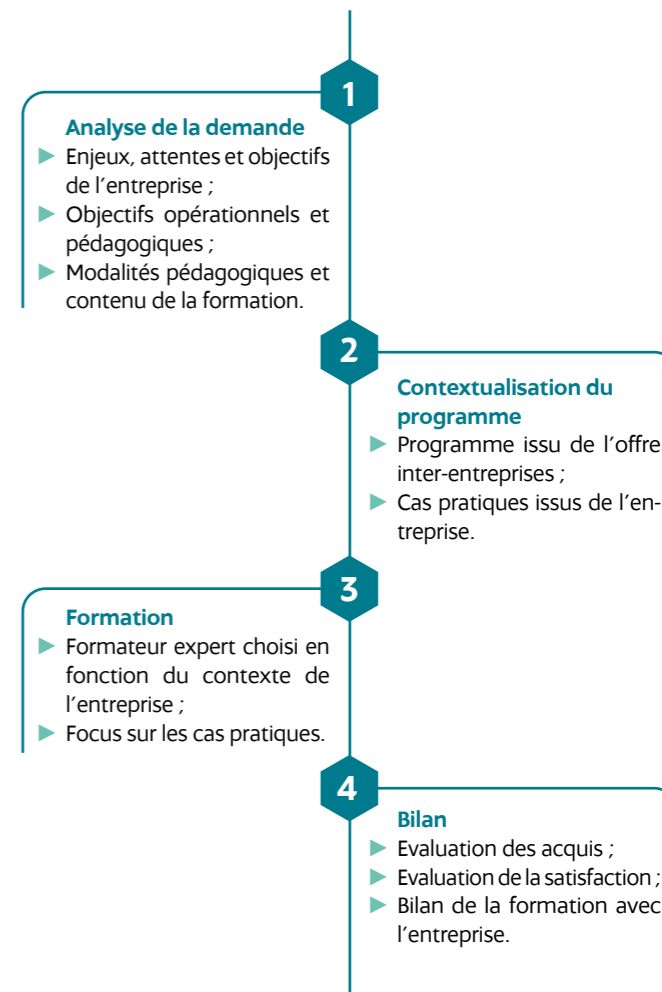 1
Analyse de la demande
► Enjeux, attentes et objectifs
de l’entreprise ;
► Objectifs opérationnels et
pédagogiques ;
► Modalités pédagogiques et
contenu de la formation.
2
Contextualisation du
programme
► Programme issu de l’offre
inter-entreprises ;
► Cas pratiques issus de l’en-
treprise.
3
Formation
► Formateur expert choisi en
fonction du contexte de
l’entreprise ;
► Focus sur les cas pratiques.
4
Bilan
► Evaluation des acquis ;
► Evaluation de la satisfaction ;
► Bilan de la formation avec
l’entreprise.